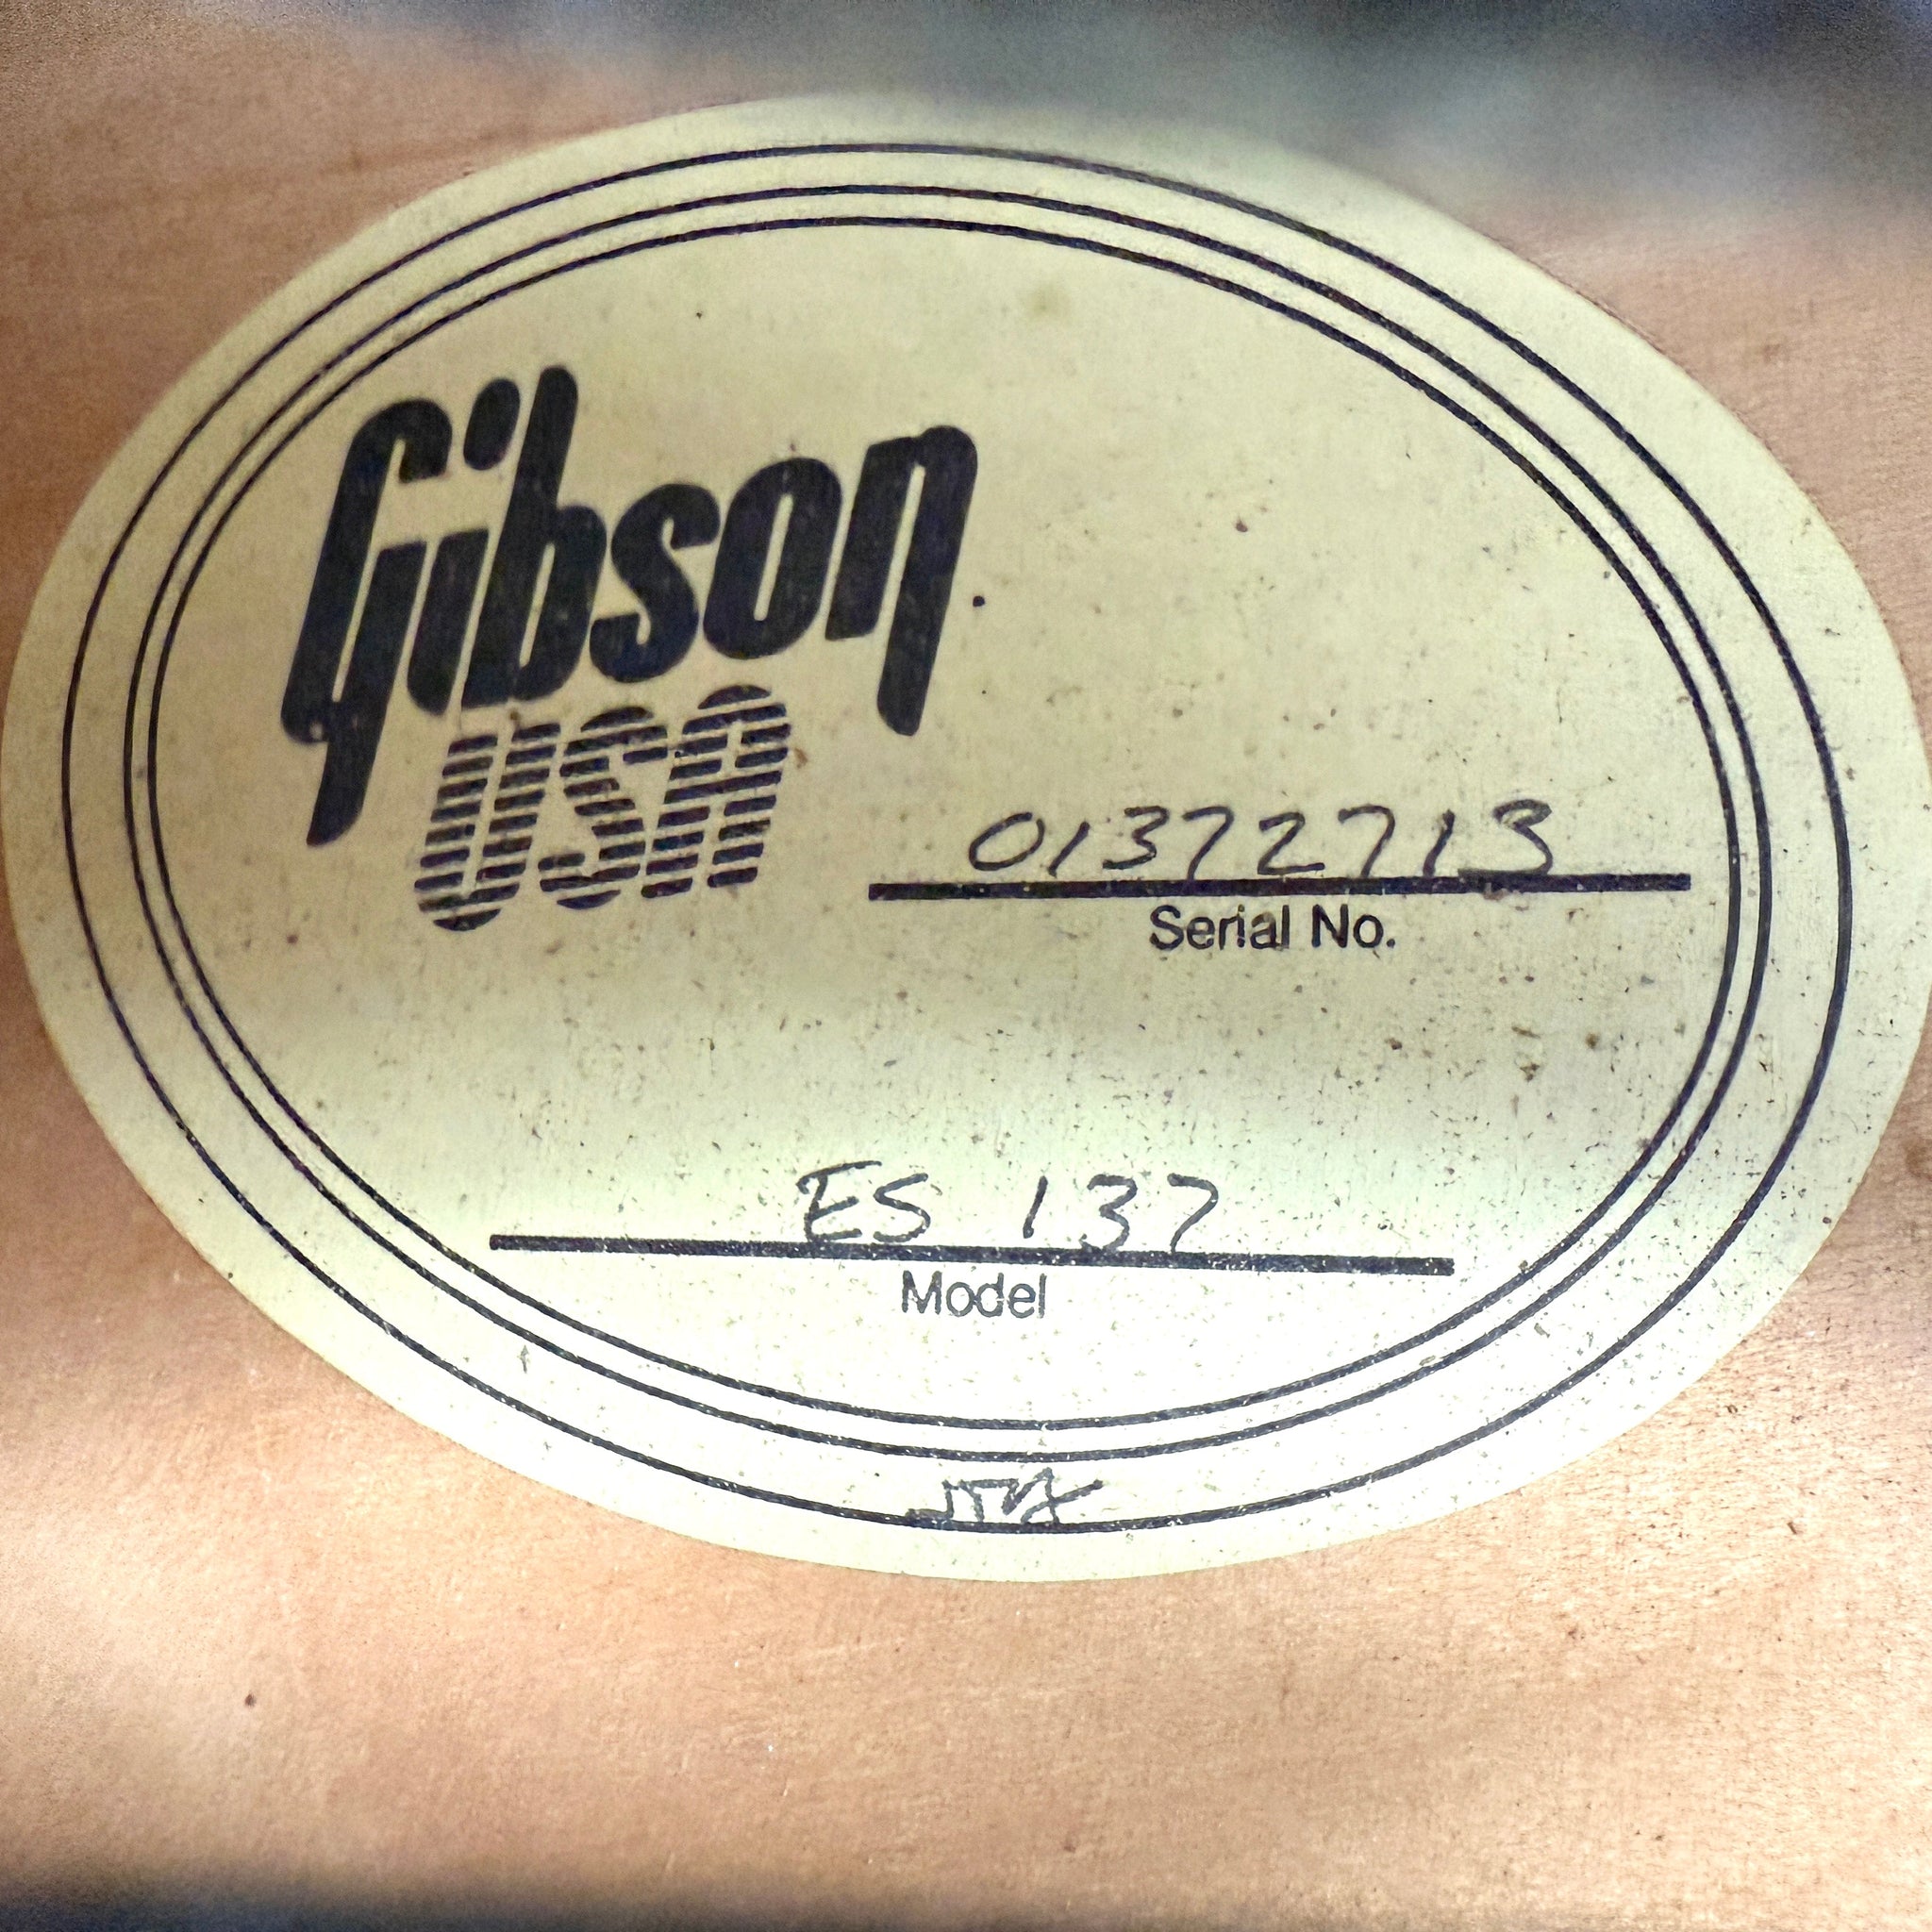 Gibson
USA
01372713
Serial No.
ES 137
Model